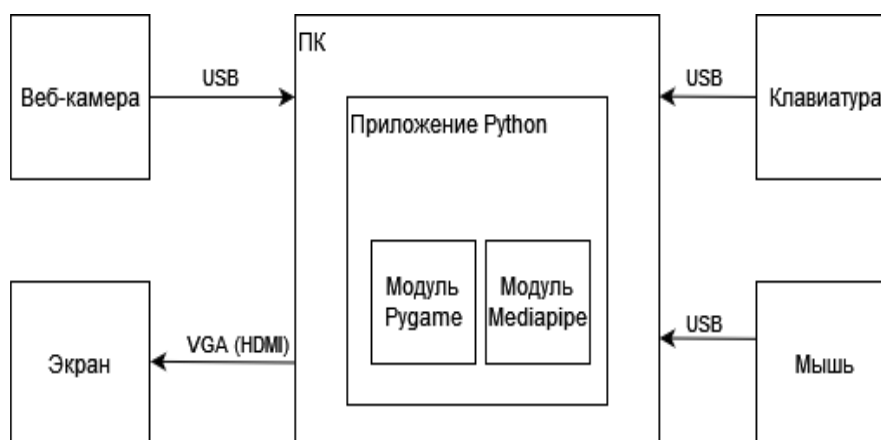 ПК
Веб-камера
USB
USB
Клавиатура
Приложение Python
Модуль
Pygame
Модуль
Mediapipe
Экран
VGA (HDMI)
USB
Мышь